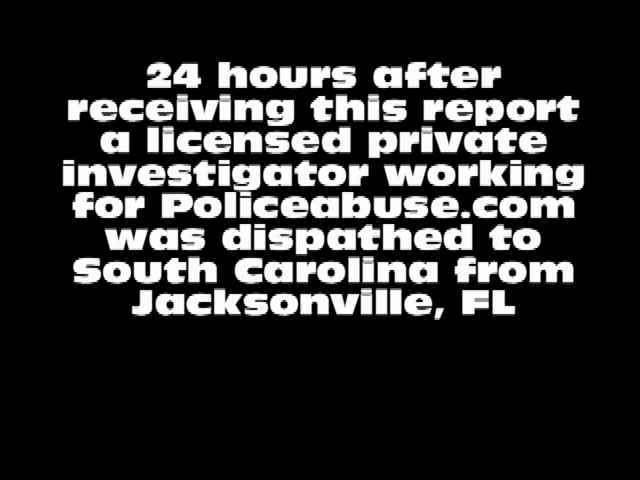 24 hours after
receiving this report
a licensed private
investigator working
for Policeabuse.com
was dispathed to
South Carolina from
Jacksonville, FL